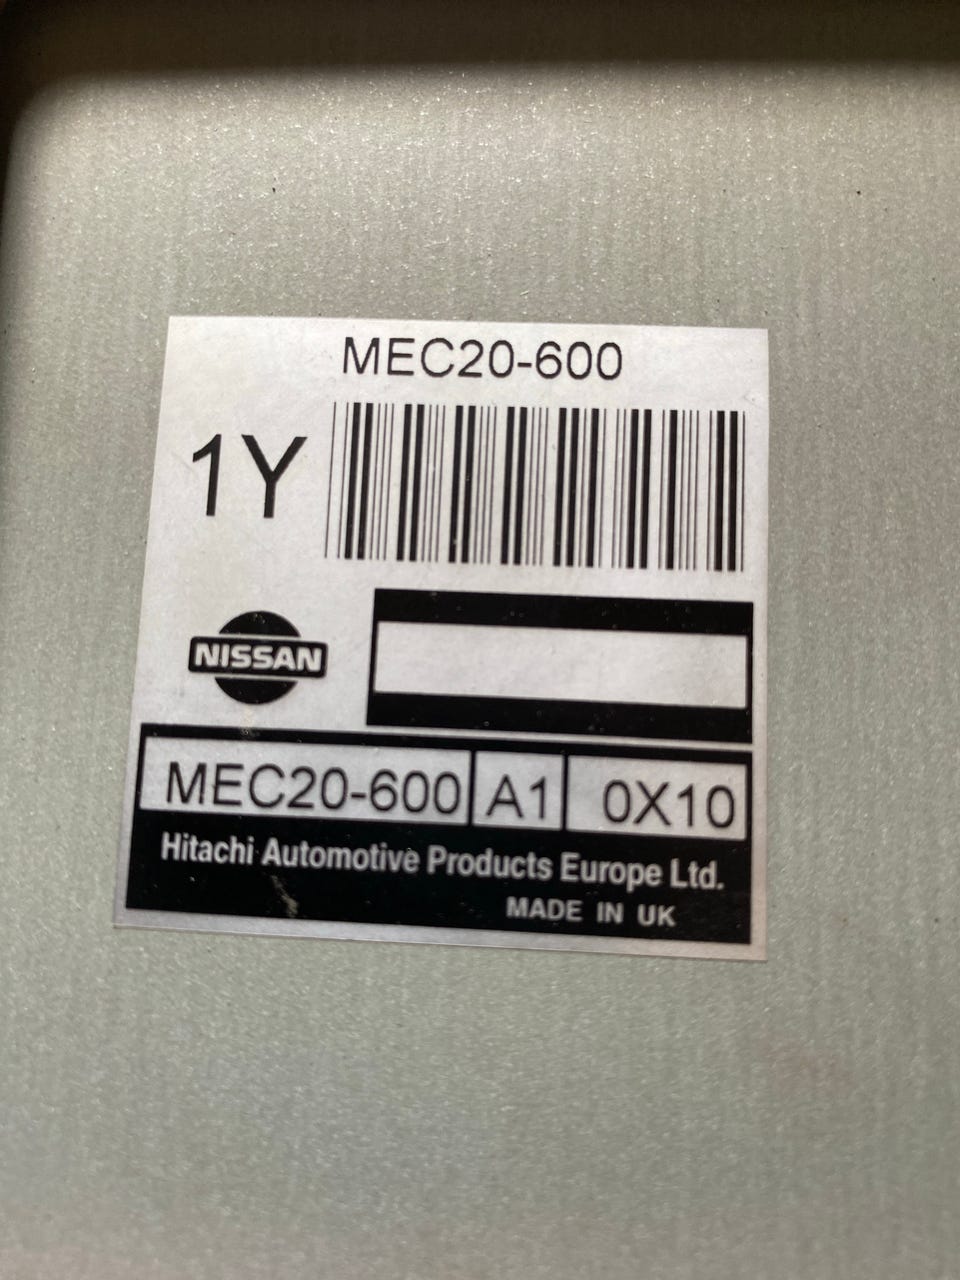 MEC20-600
1Y
NISSAN
MEC20-600 A1 0X10
Hitachi Automotive Products Europe Ltd.
MADE IN UK